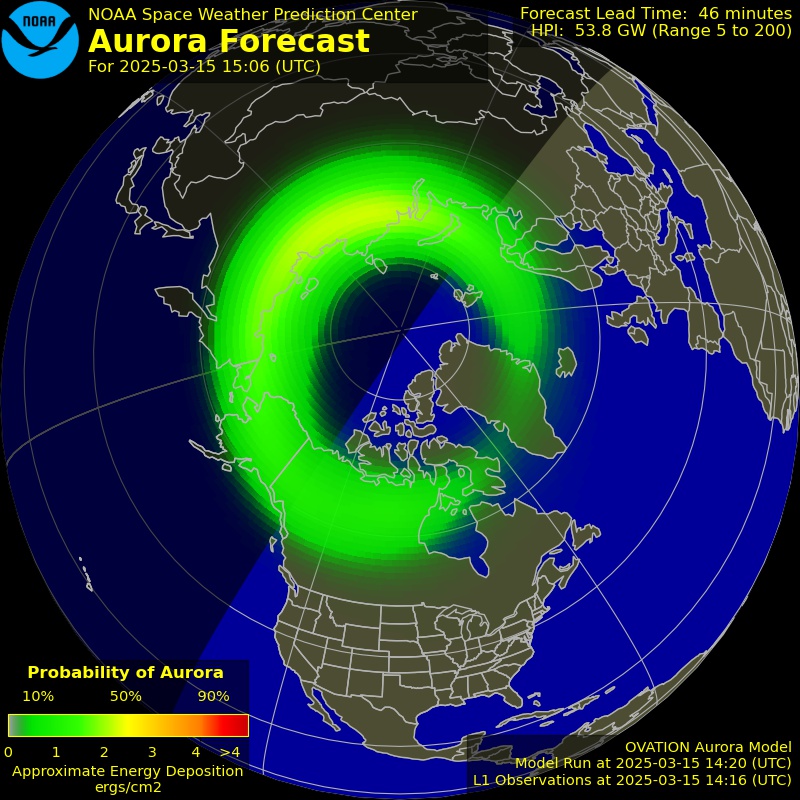 NOAA
NOAA Space Weather Prediction Center
Aurora Forecast
For 2025-03-15 15:06 (UTC)
Forecast Lead Time: 46 minutes
HPI: 53.8 GW (Range 5 to 200)
Probability of Aurora
10% 50% 90%
0 1 2 3 4 >4
Approximate Energy Deposition
ergs/cm2
OVATION Aurora Model
Model Run at 2025-03-15 14:20 (UTC)
L1 Observations at 2025-03-15 14:16 (UTC)